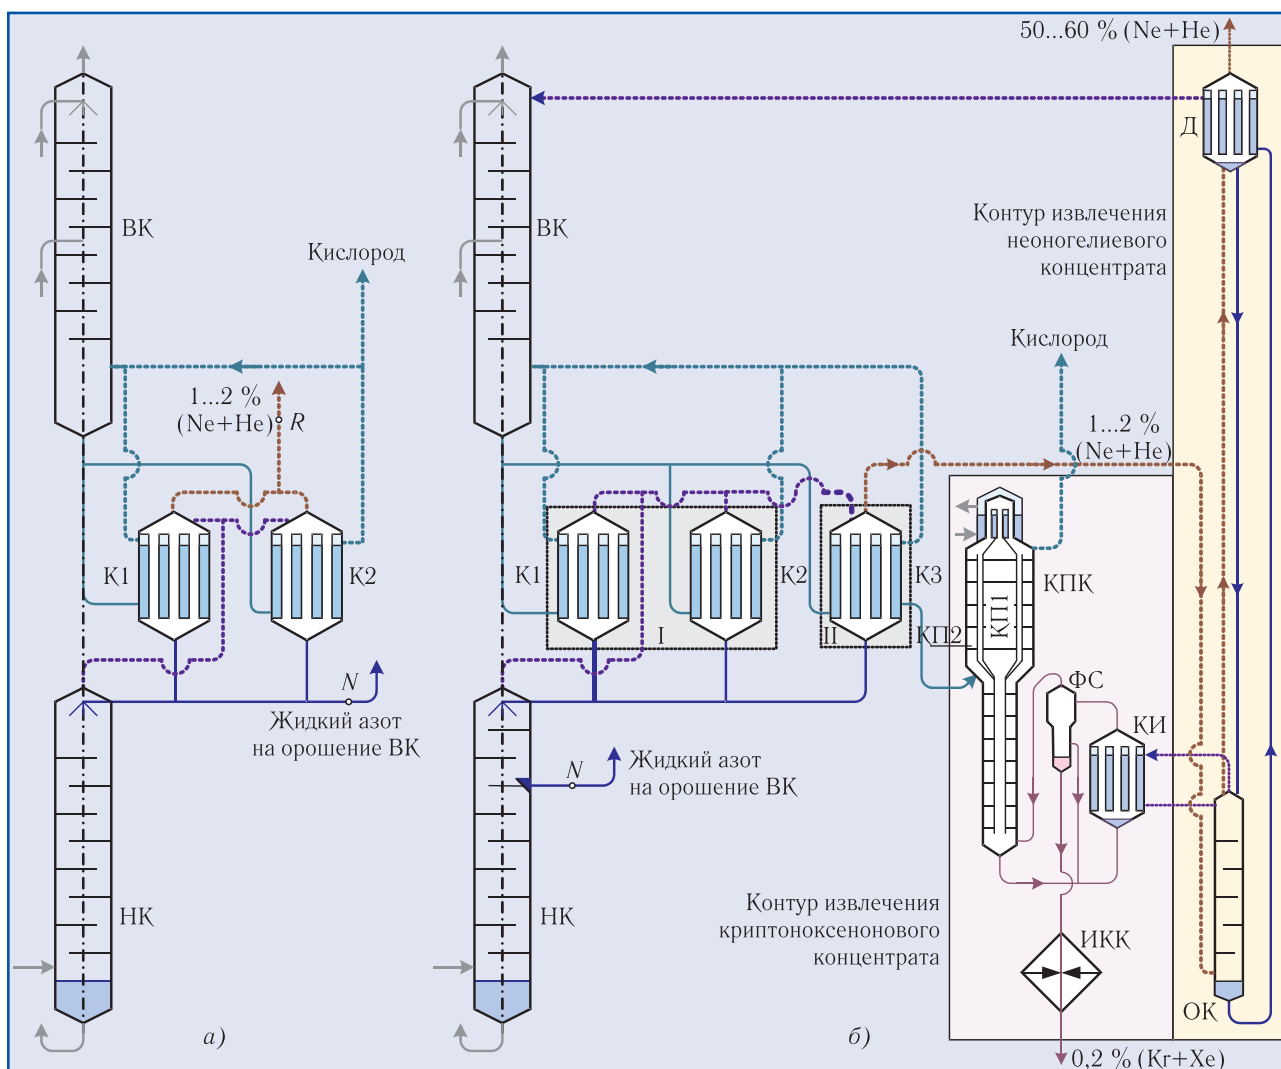 50...60 % (Ne+He)
Д
ВК
ВК
Контур извлечения
неоногелиевого
концентрата
Кислород
Кислород
1...2 %
(Ne+He)
R
1...2 %
(Ne+He)
К1
К2
К1
К2
К3
КПК
КП1
I
II
КП2
N
Жидкий азот
на орошение ВК
ФС
КИ
N
Жидкий азот
на орошение ВК
НК
НК
Контур извлечения
криптоноксенонового
концентрата
ИКК
ОК
а)
б)
0,2 % (Kr+Xe)